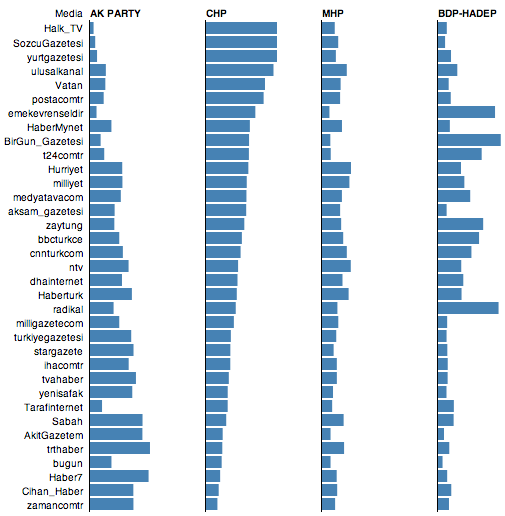 Media AK PARTY CHP MHP BDP-HADEP
Halk_TV
SozcuGazetesi
yurtgazetesi
ulusalkanal
Vatan
postacomtr
emekevrenseldir
HaberMynet
BirGun_Gazetesi
t24comtr
Hurriyet
milliyet
medyatavacom
aksam_gazetesi
zaytung
bbcturkce
cnnturkcom
ntv
dhainternet
Haberturk
radikal
milligazetecom
turkiyegazetesi
stargazete
ihacomtr
tvahaber
yenisafak
Tarafinternet
Sabah
AkitGazetem
trthaber
bugun
Haber7
Cihan_Haber
zamancomtr